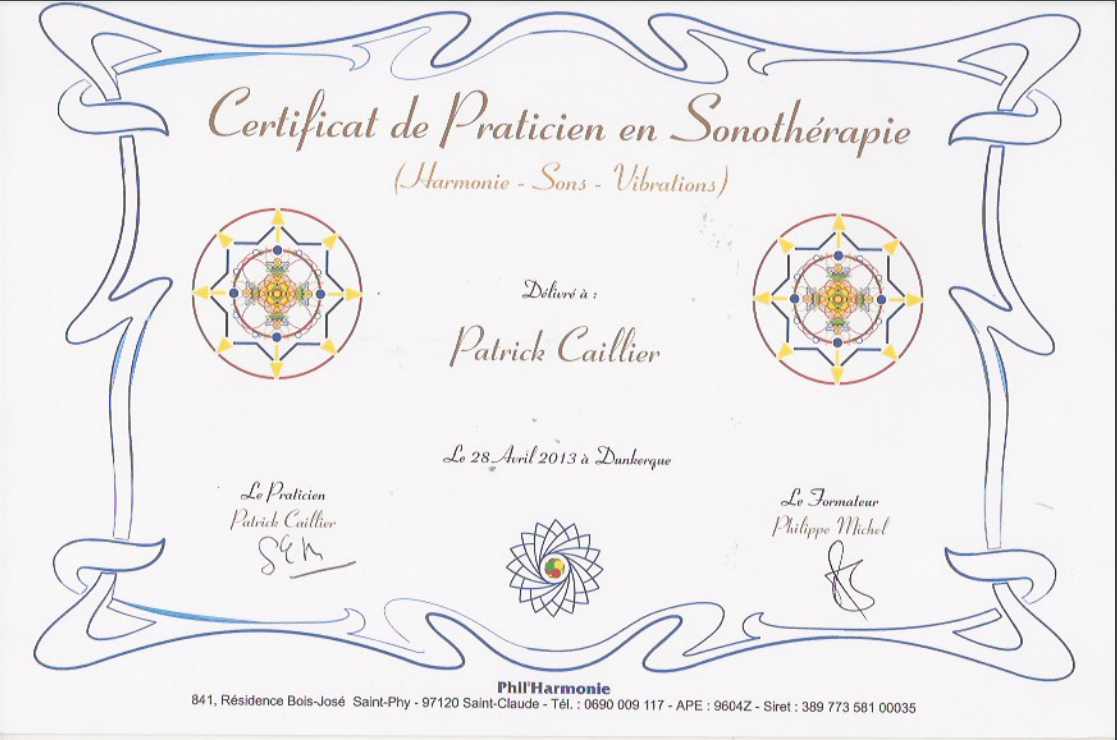 Certificat de Praticien en Sonothérapie
(Harmonie - Sons - Vibrations)
Délivré à :
Patrick Caillier
Le 28 Avril 2013 à Dunkerque
Le Praticien
Patrick Caillier
Le Formateur
Philippe Michel
Phil'Harmonie
841, Résidence Bois-José Saint-Phy - 97120 Saint-Claude - Tél. : 0690 009 117 - APE : 9604Z - Siret : 389 773 581 00035